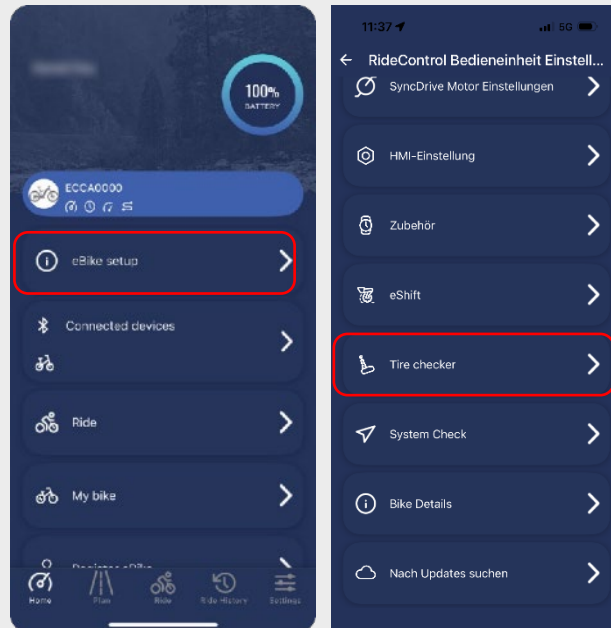 100%
BATTERY
ECCA0000
eBike setup
Connected devices
Ride
My bike
Register eBike
Home
Plan
Ride
Ride History
Settings
11:37
5G
RideControl Bedieneinheit Einstell...
SyncDrive Motor Einstellungen
HMI-Einstellung
Zubehör
eShift
Tire checker
System Check
Bike Details
Nach Updates suchen